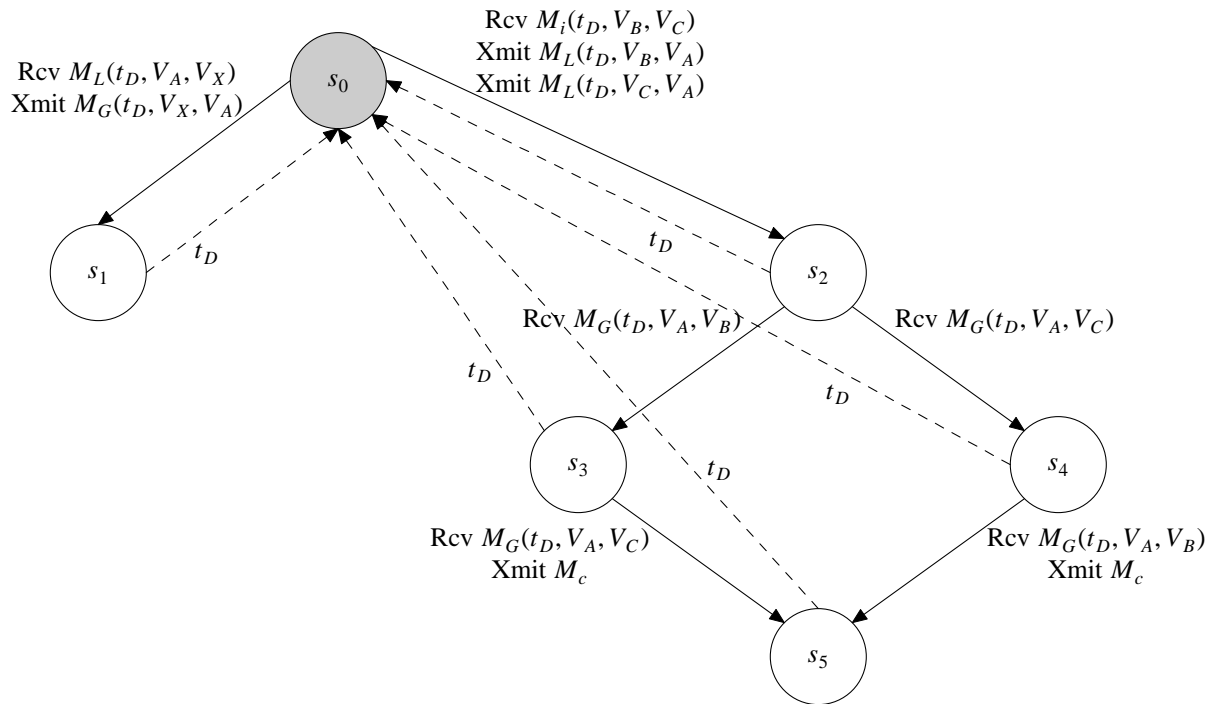 Rcv M_i(t_D, V_B, V_C)
Xmit M_L(t_D, V_B, V_A)
Xmit M_L(t_D, V_C, V_A)
Rcv M_L(t_D, V_A, V_X)
Xmit M_G(t_D, V_X, V_A)
s_0
s_1
t_D
t_D
s_2
Rcv M_G(t_D, V_A, V_B)
Rcv M_G(t_D, V_A, V_C)
t_D
t_D
s_3
t_D
s_4
Rcv M_G(t_D, V_A, V_C)
Xmit M_c
Rcv M_G(t_D, V_A, V_B)
Xmit M_c
s_5